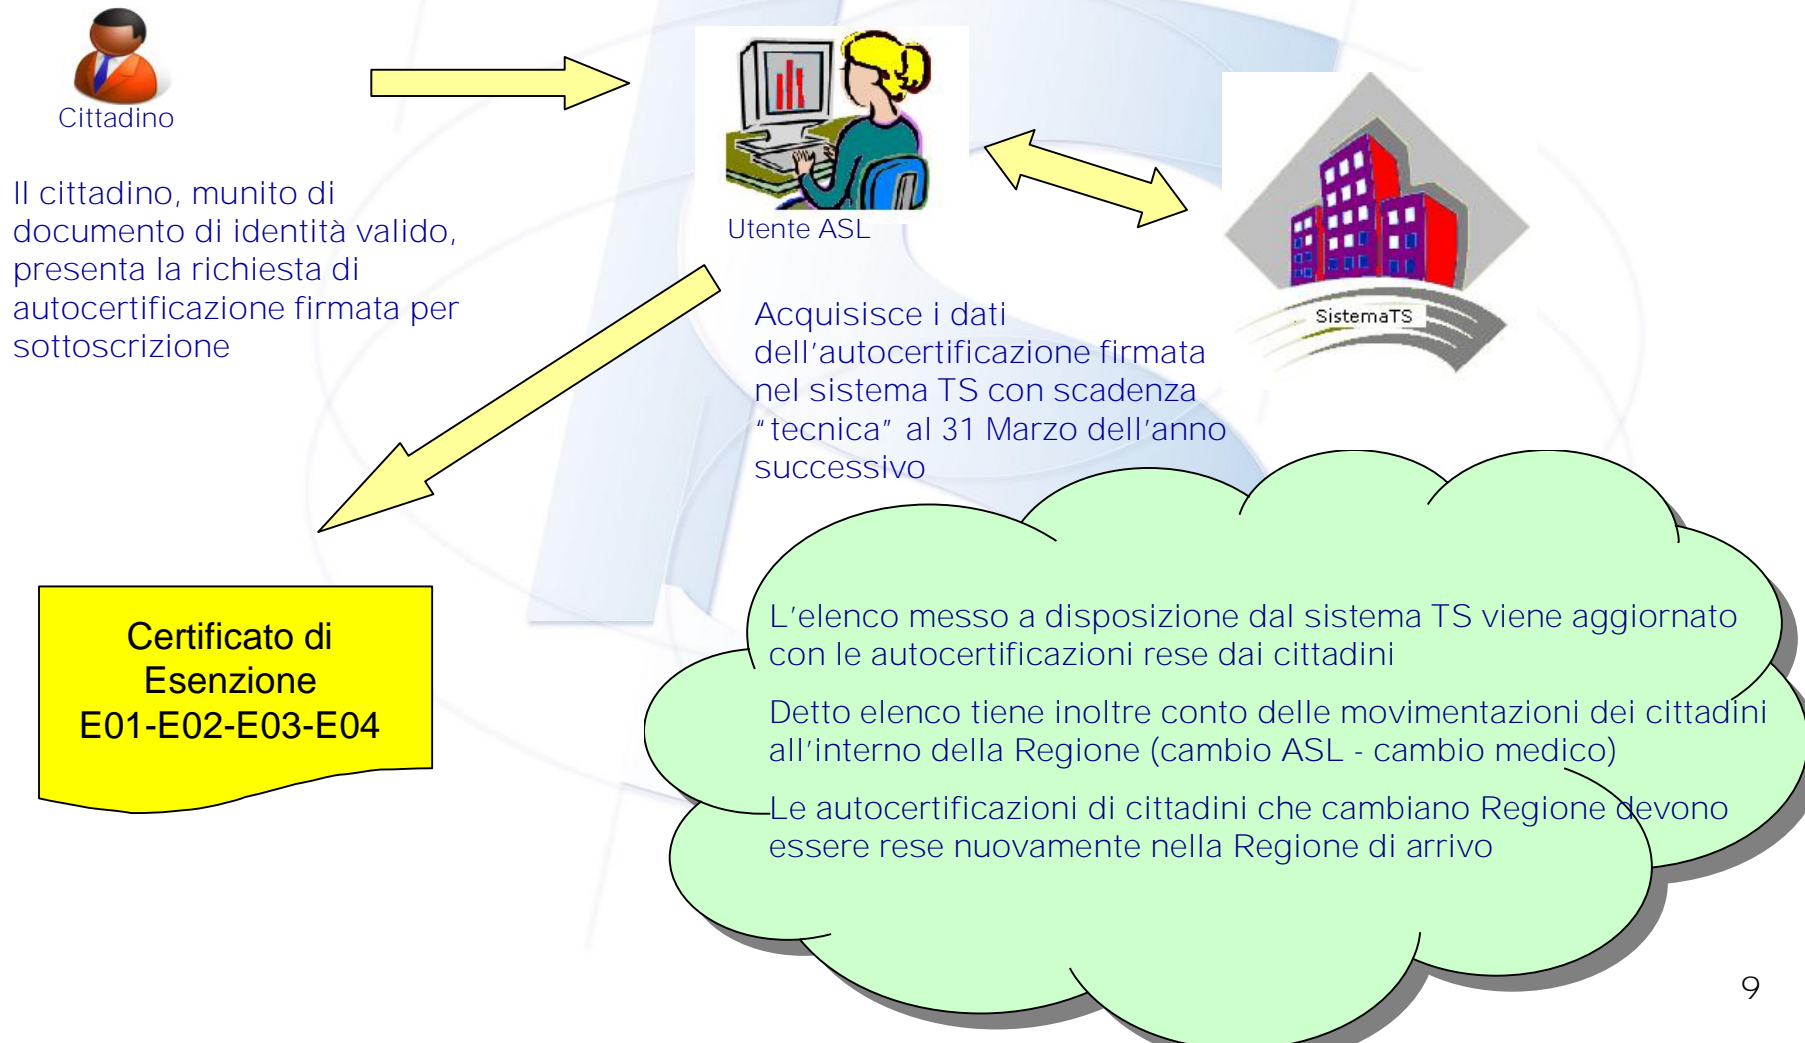 Cittadino
Il cittadino, munito di
documento di identità valido,
presenta la richiesta di
autocertificazione firmata per
sottoscrizione
Utente ASL
SistemaTS
Acquisisce i dati
dell’autocertificazione firmata
nel sistema TS con scadenza
“tecnica” al 31 Marzo dell’anno
successivo
Certificato di
Esenzione
E01-E02-E03-E04
L’elenco messo a disposizione dal sistema TS viene aggiornato
con le autocertificazioni rese dai cittadini
Detto elenco tiene inoltre conto delle movimentazioni dei cittadini
all’interno della Regione (cambio ASL - cambio medico)
Le autocertificazioni di cittadini che cambiano Regione devono
essere rese nuovamente nella Regione di arrivo
9